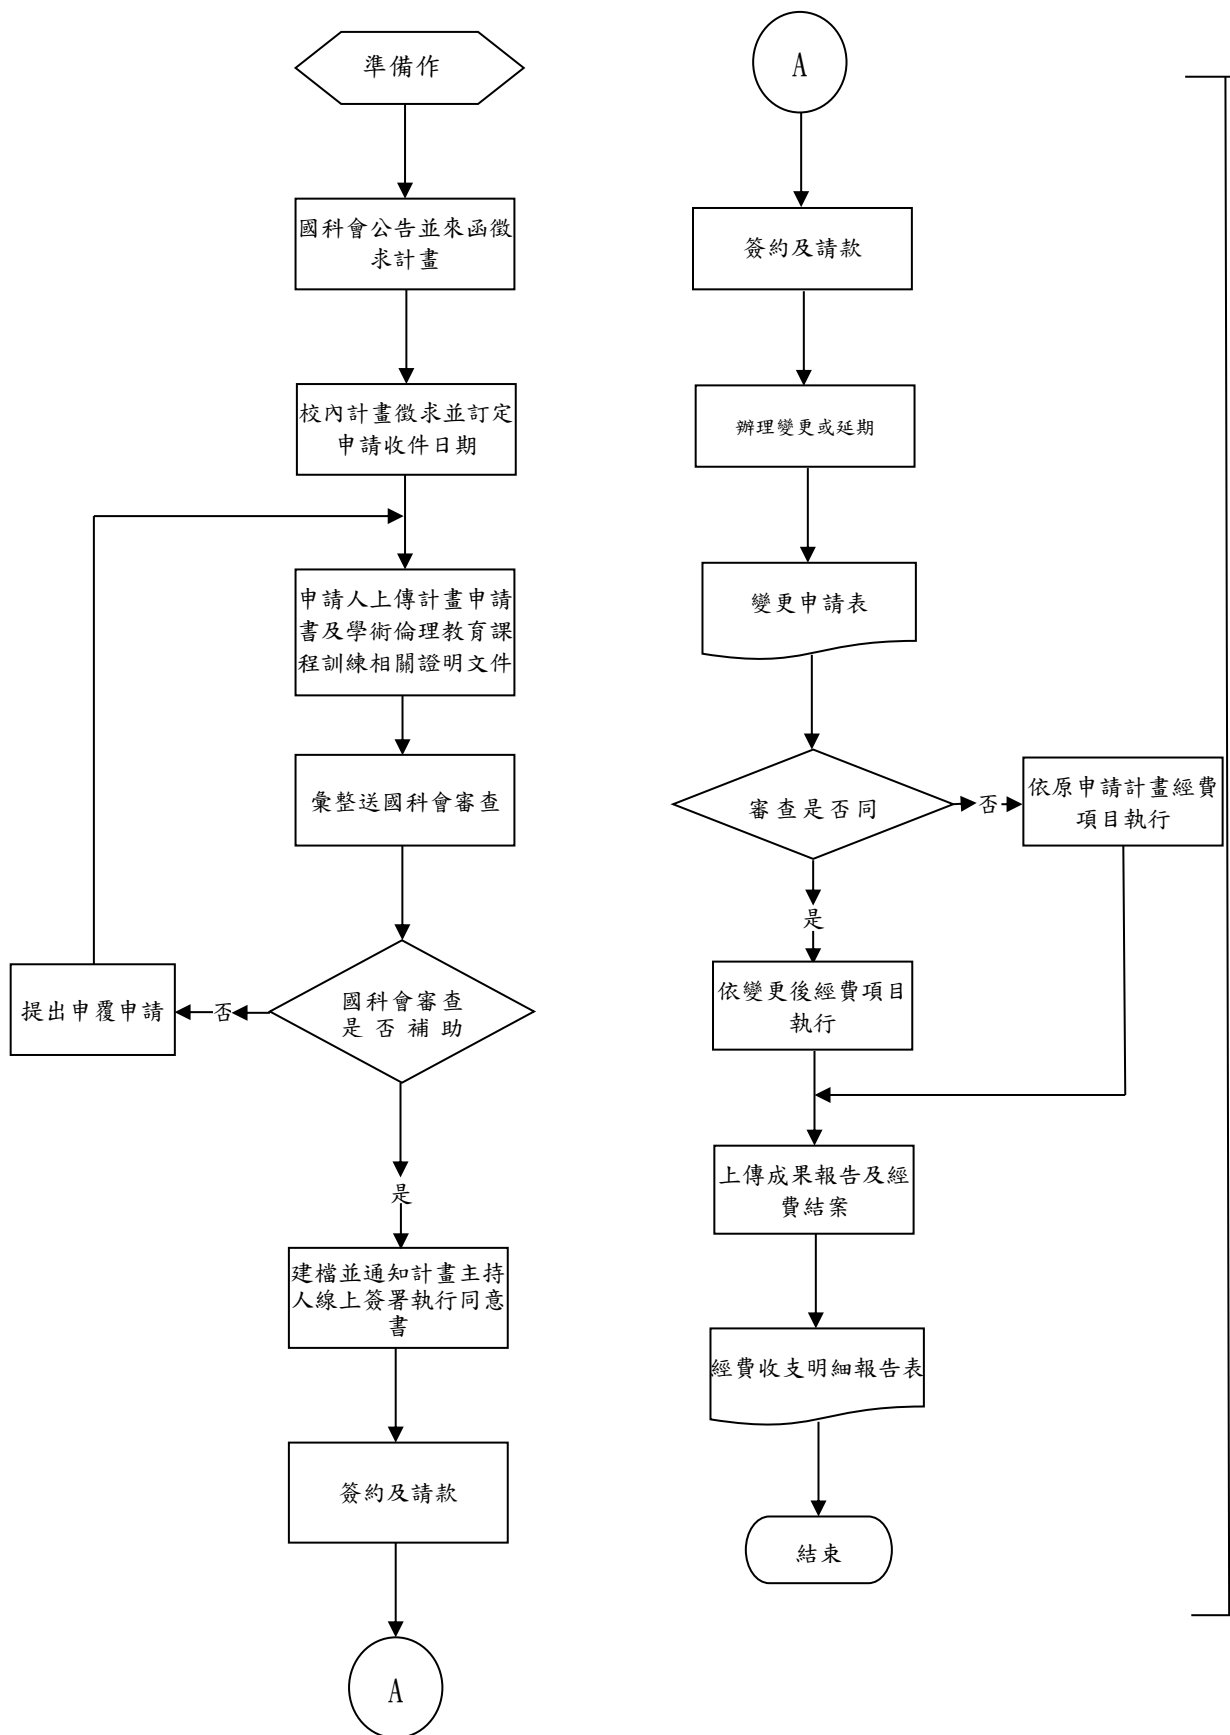 準備作
國科會公告並來函徵
求計畫
校內計畫徵求並訂定
申請收件日期
申請人上傳計畫申請
書及學術倫理教育課
程訓練相關證明文件
彙整送國科會審查
國科會審查
是否補助
否
提出申覆申請
是
建檔並通知計畫主持
人線上簽署執行同意
書
簽約及請款
A
A
簽約及請款
辦理變更或延期
變更申請表
審查是否同
否
依原申請計畫經費
項目執行
是
依變更後經費項目
執行
上傳成果報告及經
費結案
經費收支明細報告表
結束